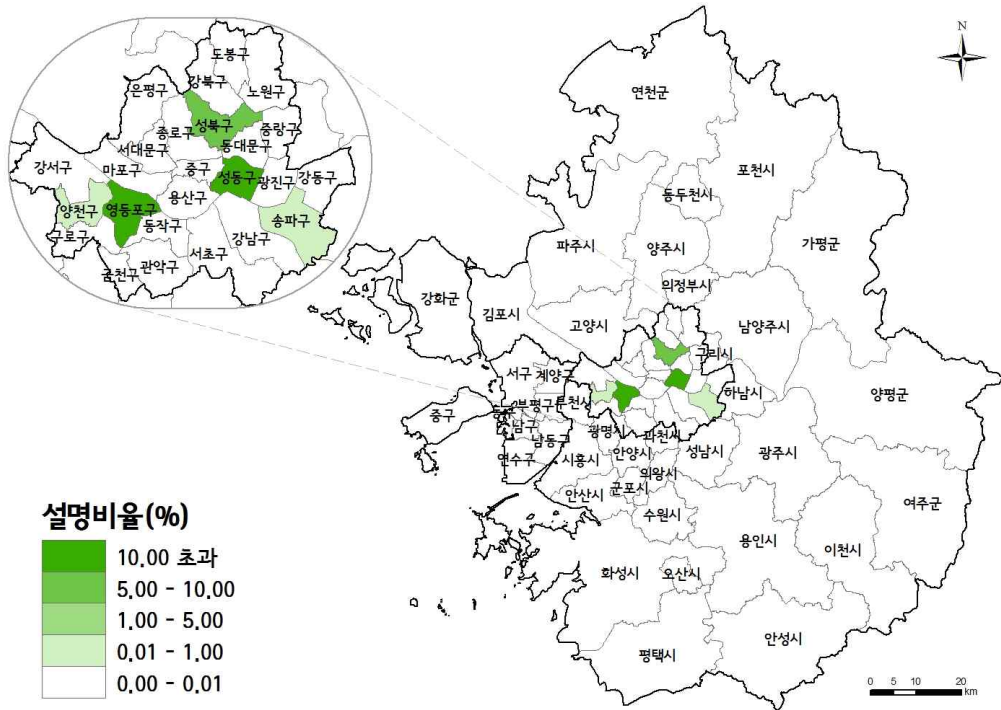 N
도봉구
강북구
노원구
은평구
성북구
중랑구
종로구
동대문구
서대문구
강서구
마포구
중구
성동구
광진구
강동구
용산구
양천구
영등포구
송파구
동작구
구로구
강남구
서초구
금천구
관악구
연천군
포천시
동두천시
가평군
파주시
양주시
의정부시
강화군
김포시
고양시
남양주시
구리시
서구
계양구
하남시
양평군
중구
동구
부평구
부천시
남구
남동구
광명시
과천시
연수구
시흥시
안양시
성남시
광주시
의왕시
안산시
군포시
여주군
수원시
용인시
이천시
화성시
오산시
평택시
안성시
설명비율(%)
10.00 초과
5.00 - 10.00
1.00 - 5.00
0.01 - 1.00
0.00 - 0.01
0 5 10 20
km